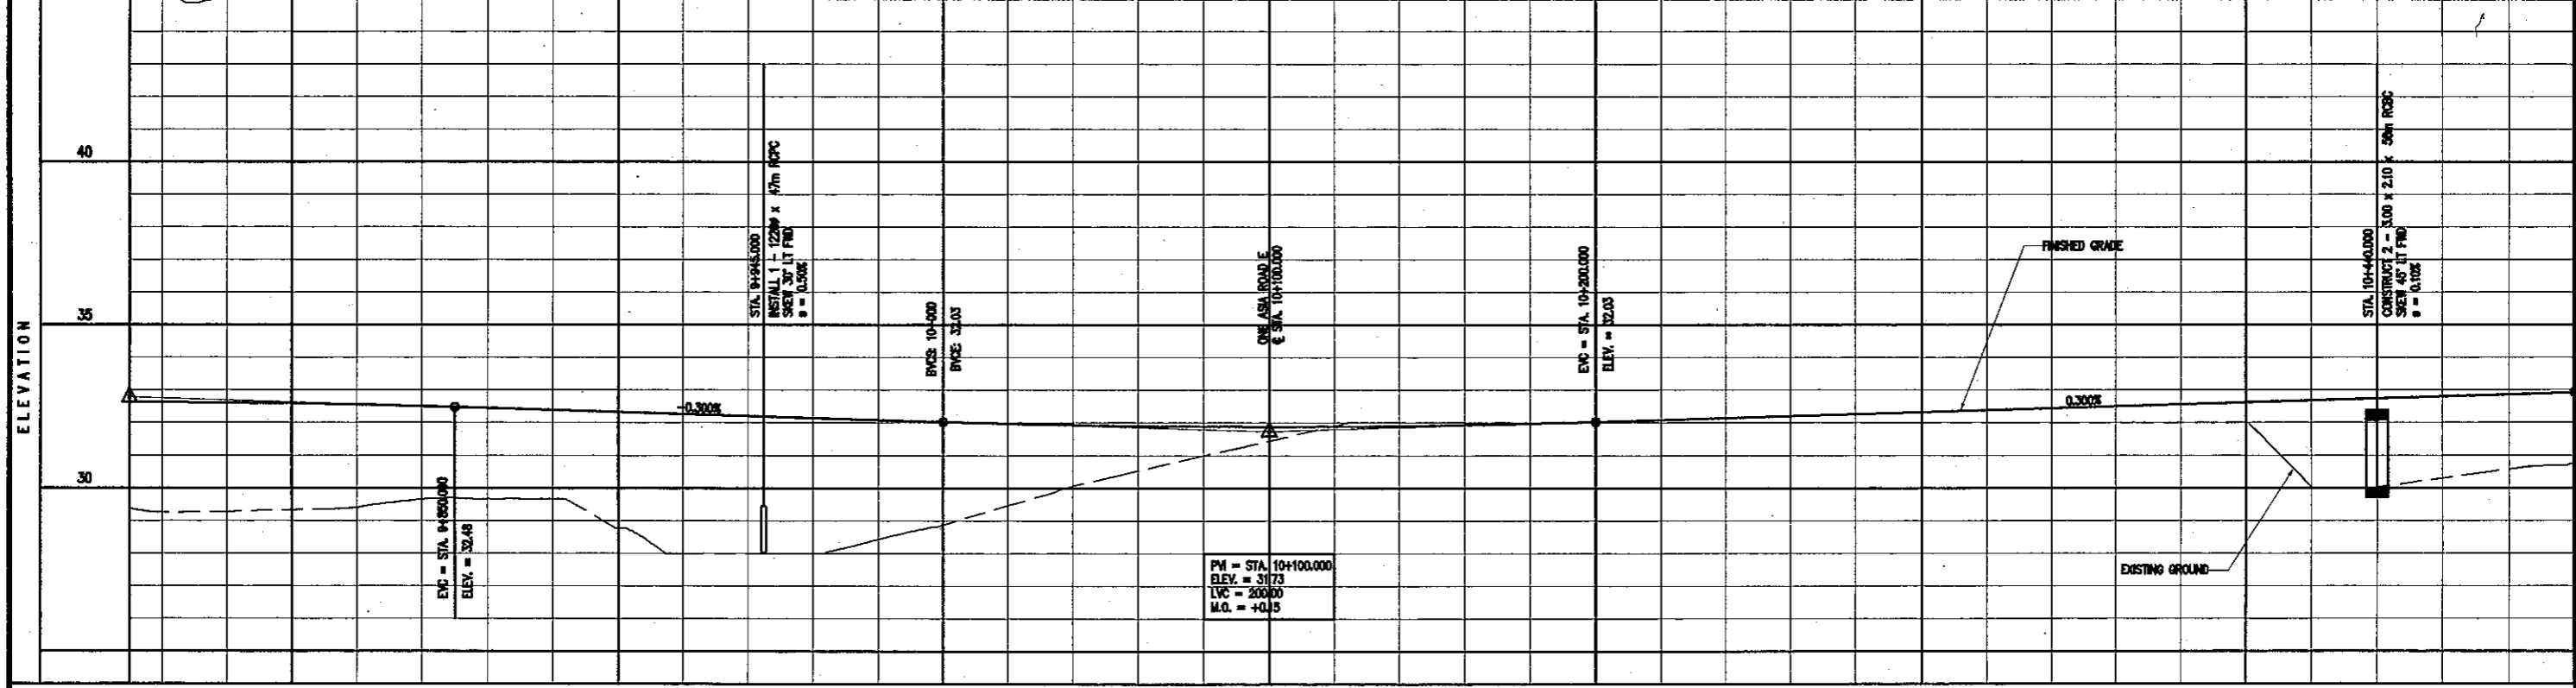 ELEVATION
40
35
30
EVC = STA. 9+850.000
ELEV. = 32.48
-0.300%
STA. 9+945.000
INSTALL 1 - 1220ø x 47m RCPC
SKEW 30° LT FWD
s = 0.50%
BVCS: 10+000
BVCE: 32.03
ONE ASIA ROAD E
℄ STA. 10+100.000
PVI = STA. 10+100.000
ELEV. = 31.73
LVC = 200.00
M.O. = +0.15
EVC = STA. 10+200.000
ELEV. = 32.03
FINISHED GRADE
0.300%
EXISTING GROUND
STA. 10+440.000
CONSTRUCT 2 - 3.00 x 2.10 x 58m RCBC
SKEW 45° LT FWD
s = 0.10%